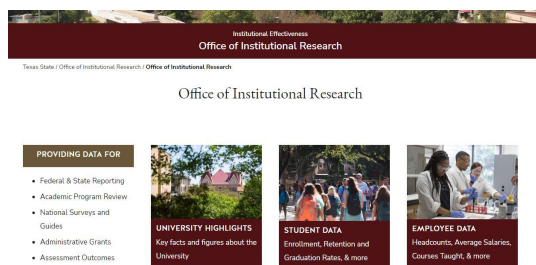 Institutional Effectiveness
Office of Institutional Research
Texas State / Office of Institutional Research / Office of Institutional Research
Office of Institutional Research
PROVIDING DATA FOR
• Federal & State Reporting
• Academic Program Review
• National Surveys and
Guides
• Administrative Grants
• Assessment Outcomes
UNIVERSITY HIGHLIGHTS
Key facts and figures about the
University
STUDENT DATA
Enrollment, Retention and
Graduation Rates, & more
EMPLOYEE DATA
Headcounts, Average Salaries,
Courses Taught, & more